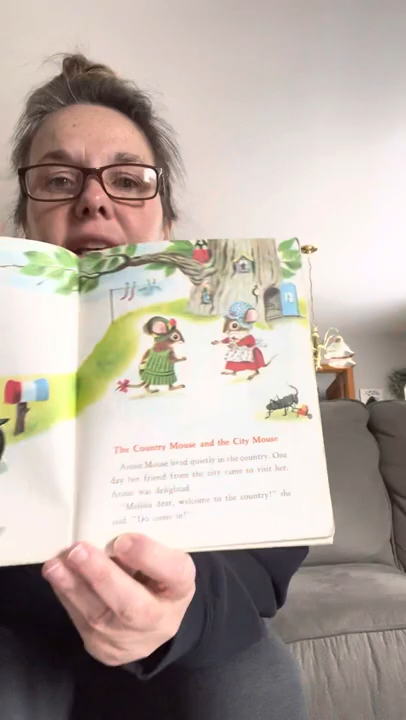 The Country Mouse and the City Mouse
Annie Mouse lived quietly in the country. One
day her friend from the city came to visit her.
Annie was delighted.
dear, welcome to the country!" she
said. "Do come in!"